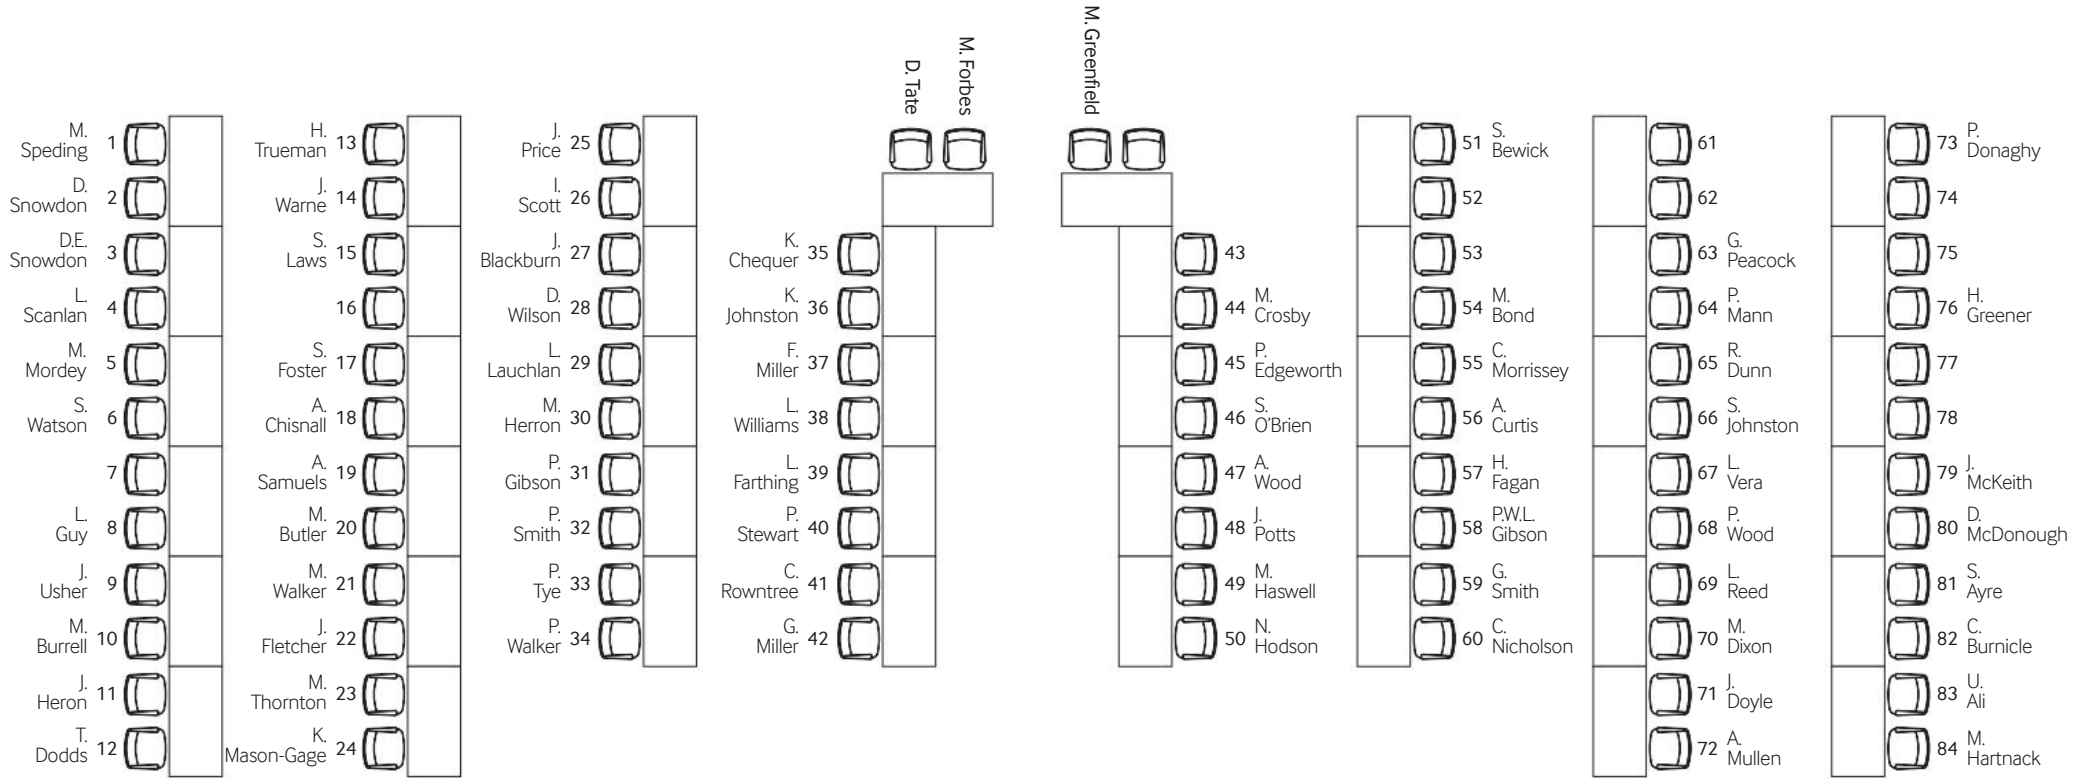 D. Tate
M. Forbes
M. Greenfield
M.
Speding 1
D.
Snowdon 2
D.E.
Snowdon 3
L.
Scanlan 4
M.
Mordey 5
S.
Watson 6
7
L.
Guy 8
J.
Usher 9
M.
Burrell 10
J.
Heron 11
T.
Dodds 12
H.
Trueman 13
J.
Warne 14
S.
Laws 15
16
S.
Foster 17
A.
Chisnall 18
A.
Samuels 19
M.
Butler 20
M.
Walker 21
J.
Fletcher 22
M.
Thornton 23
K.
Mason-Gage 24
J.
Price 25
I.
Scott 26
J.
Blackburn 27
D.
Wilson 28
L.
Lauchlan 29
M.
Herron 30
P.
Gibson 31
P.
Smith 32
P.
Tye 33
P.
Walker 34
K.
Chequer 35
K.
Johnston 36
F.
Miller 37
L.
Williams 38
L.
Farthing 39
P.
Stewart 40
C.
Rowntree 41
G.
Miller 42
43
44 M.
Crosby
45 P.
Edgeworth
46 S.
O'Brien
47 A.
Wood
48 J.
Potts
49 M.
Haswell
50 N.
Hodson
51 S.
Bewick
52
53
54 M.
Bond
55 C.
Morrissey
56 A.
Curtis
57 H.
Fagan
58 P.W.L.
Gibson
59 G.
Smith
60 C.
Nicholson
61
62
63 G.
Peacock
64 P.
Mann
65 R.
Dunn
66 S.
Johnston
67 L.
Vera
68 P.
Wood
69 L.
Reed
70 M.
Dixon
71 J.
Doyle
72 A.
Mullen
73 P.
Donaghy
74
75
76 H.
Greener
77
78
79 J.
McKeith
80 D.
McDonough
81 S.
Ayre
82 C.
Burnicle
83 U.
Ali
84 M.
Hartnack